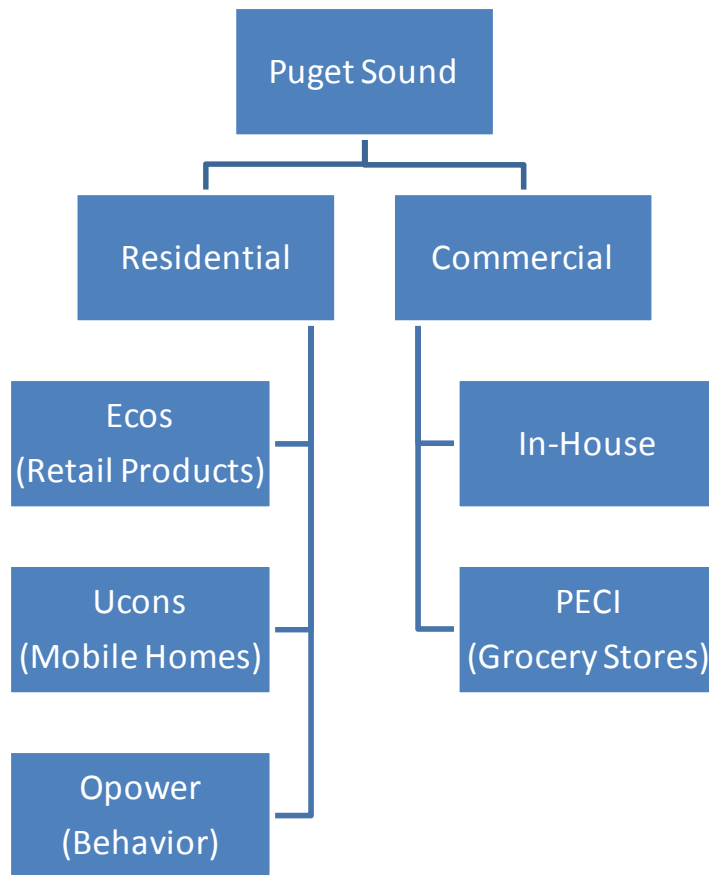 Puget Sound
Residential
Commercial
Ecos
(Retail Products)
In-House
Ucons
(Mobile Homes)
PECI
(Grocery Stores)
Opower
(Behavior)